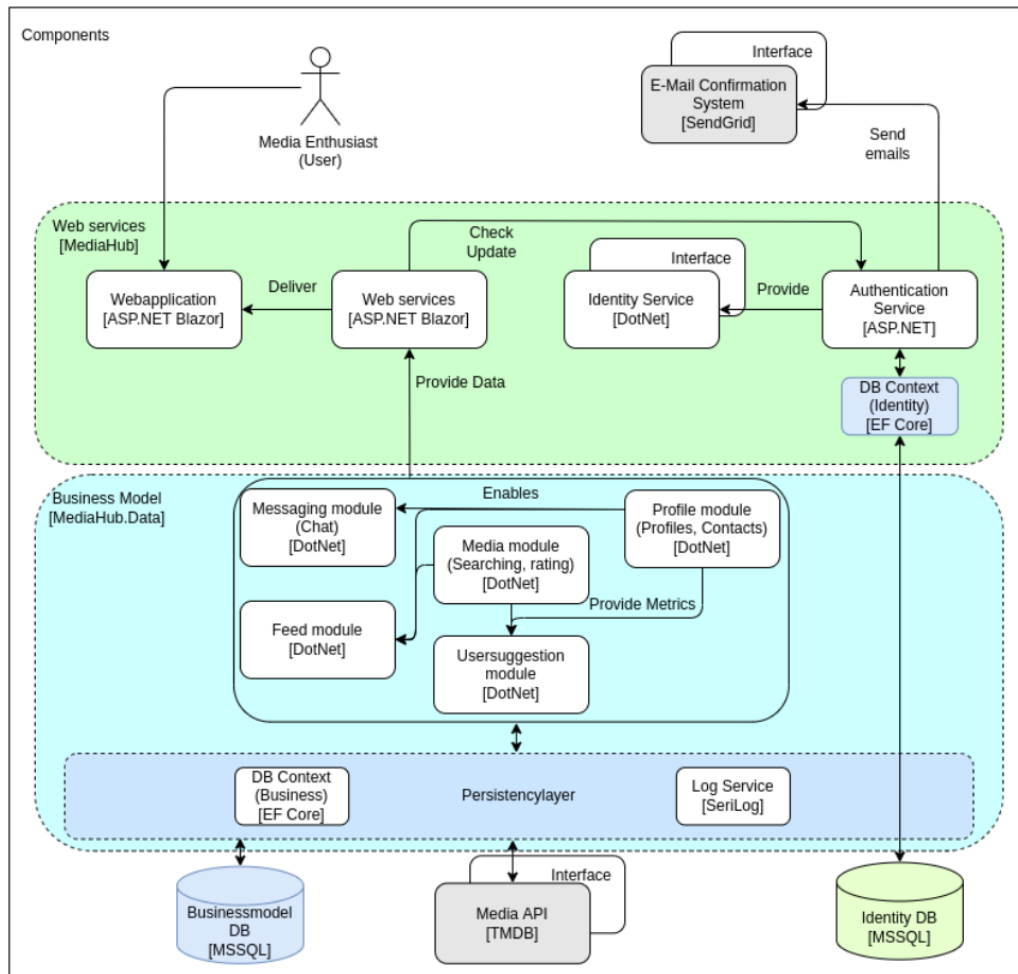 Components
Interface
E-Mail Confirmation
System
[SendGrid]
Media Enthusiast
(User)
Send
emails
Web services
[MediaHub]
Check
Update
Interface
Webapplication
[ASP.NET Blazor]
Deliver
Web services
[ASP.NET Blazor]
Identity Service
[DotNet]
Provide
Authentication
Service
[ASP.NET]
Provide Data
DB Context
(Identity)
[EF Core]
Business Model
[MediaHub.Data]
Messaging module
(Chat)
[DotNet]
Enables
Profile module
(Profiles, Contacts)
[DotNet]
Media module
(Searching, rating)
[DotNet]
Provide Metrics
Feed module
[DotNet]
Usersuggestion
module
[DotNet]
DB Context
(Business)
[EF Core]
Persistencylayer
Log Service
[SeriLog]
Interface
Businessmodel
DB
[MSSQL]
Media API
[TMDB]
Identity DB
[MSSQL]